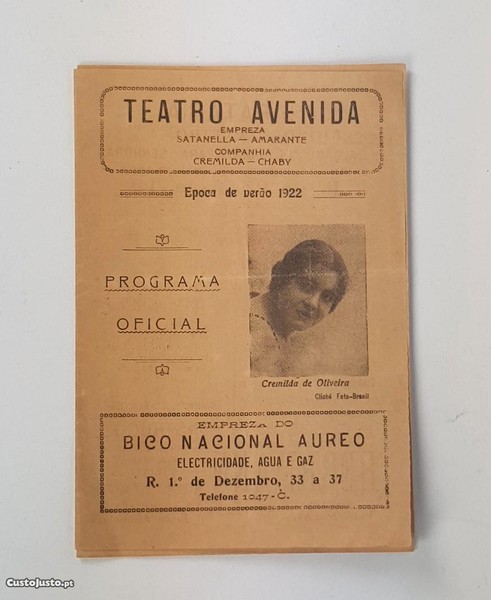 TEATRO AVENIDA
EMPREZA
SATANELLA — AMARANTE
COMPANHIA
CREMILDA — CHABY
Epoca de verão 1922
PROGRAMA
OFICIAL
Cremilda de Oliveira
Cliché Foto-Brasil
EMPREZA DO
BICO NACIONAL AUREO
ELECTRICIDADE, AGUA E GAZ
R. 1.º de Dezembro, 33 a 37
Telefone 1047-C.
CustoJusto.pt